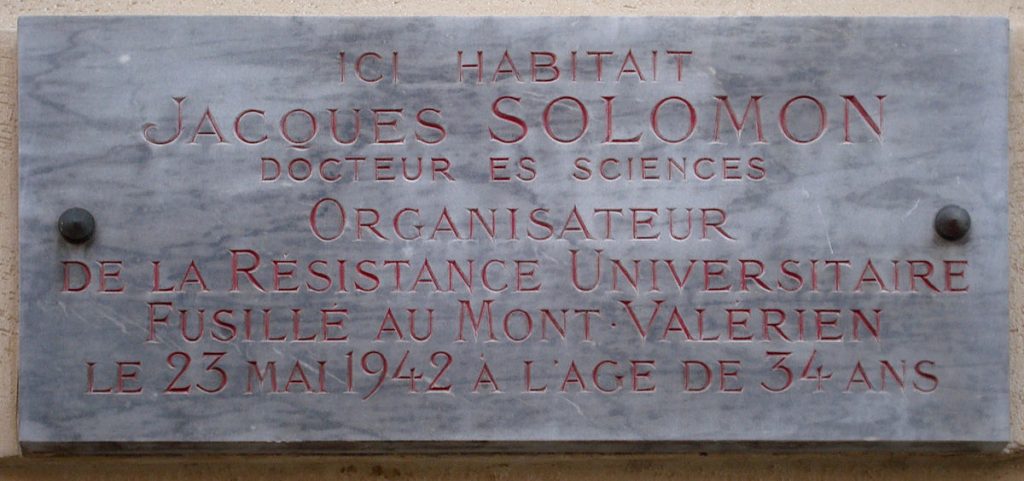 ICI HABITAIT
JACQUES SOLOMON
DOCTEUR ES SCIENCES
ORGANISATEUR
DE LA RÉSISTANCE UNIVERSITAIRE
FUSILLÉ AU MONT-VALÉRIEN
LE 23 MAI 1942 À L'AGE DE 34 ANS